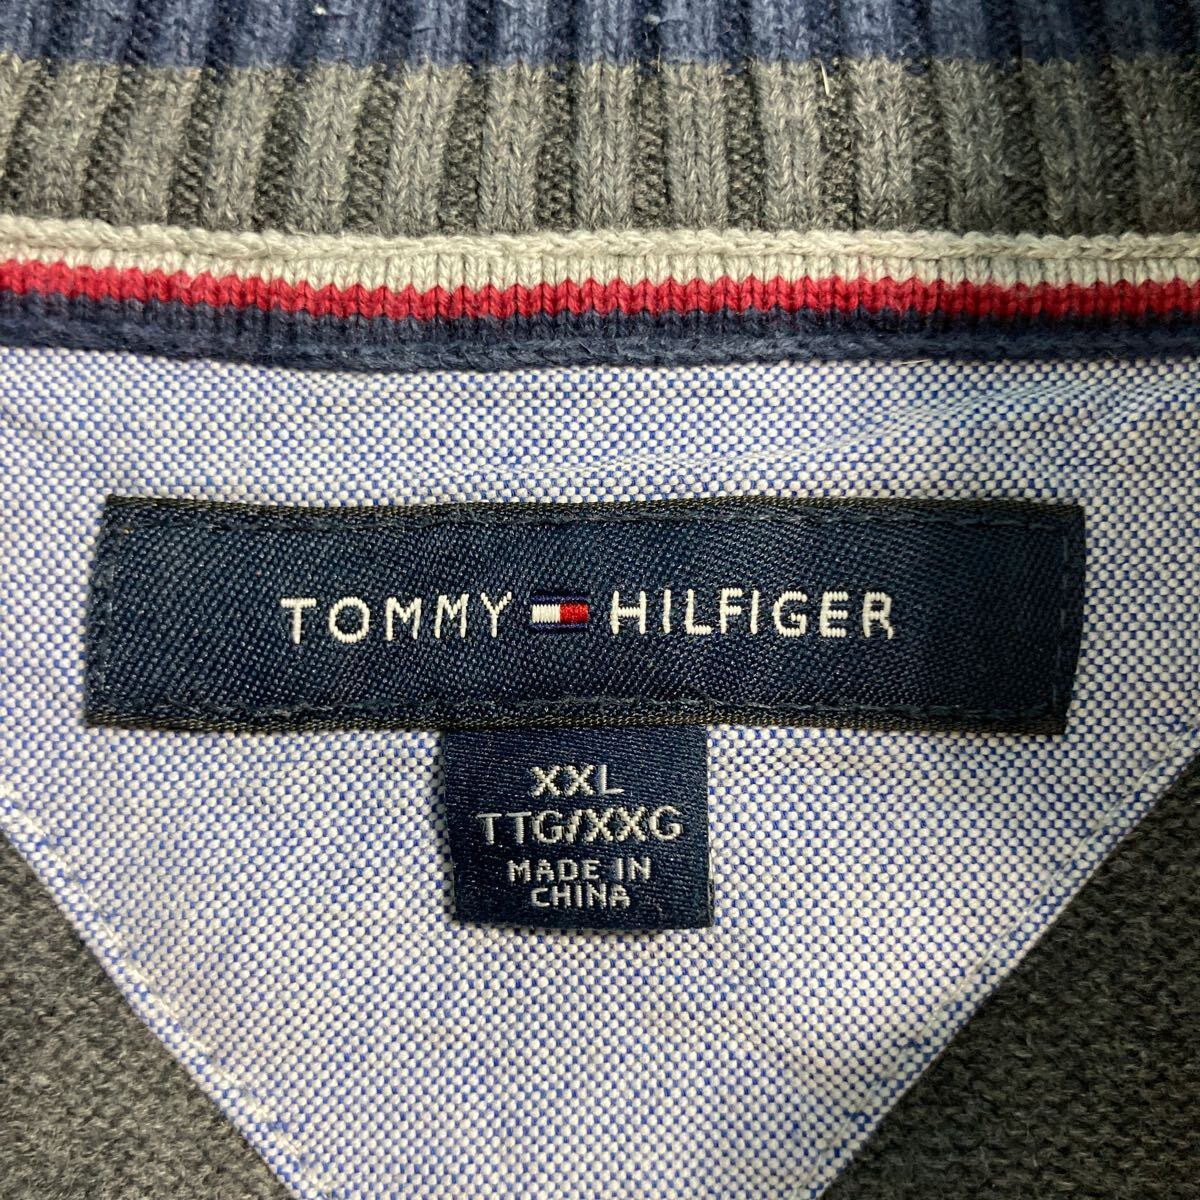 TOMMY HILFIGER
XXL
TTG/XXG
MADE IN
CHINA